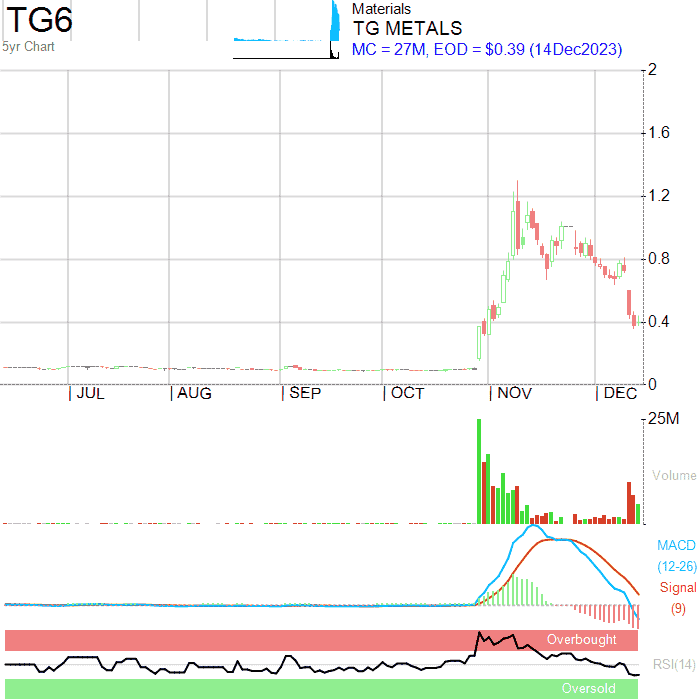 TG6
5yr Chart
Materials
TG METALS
MC = 27M, EOD = $0.39 (14Dec2023)
2
1.6
1.2
0.8
0.4
0
JUL AUG SEP OCT NOV DEC
25M
Volume
MACD
(12-26)
Signal
(9)
Overbought
RSI(14)
Oversold